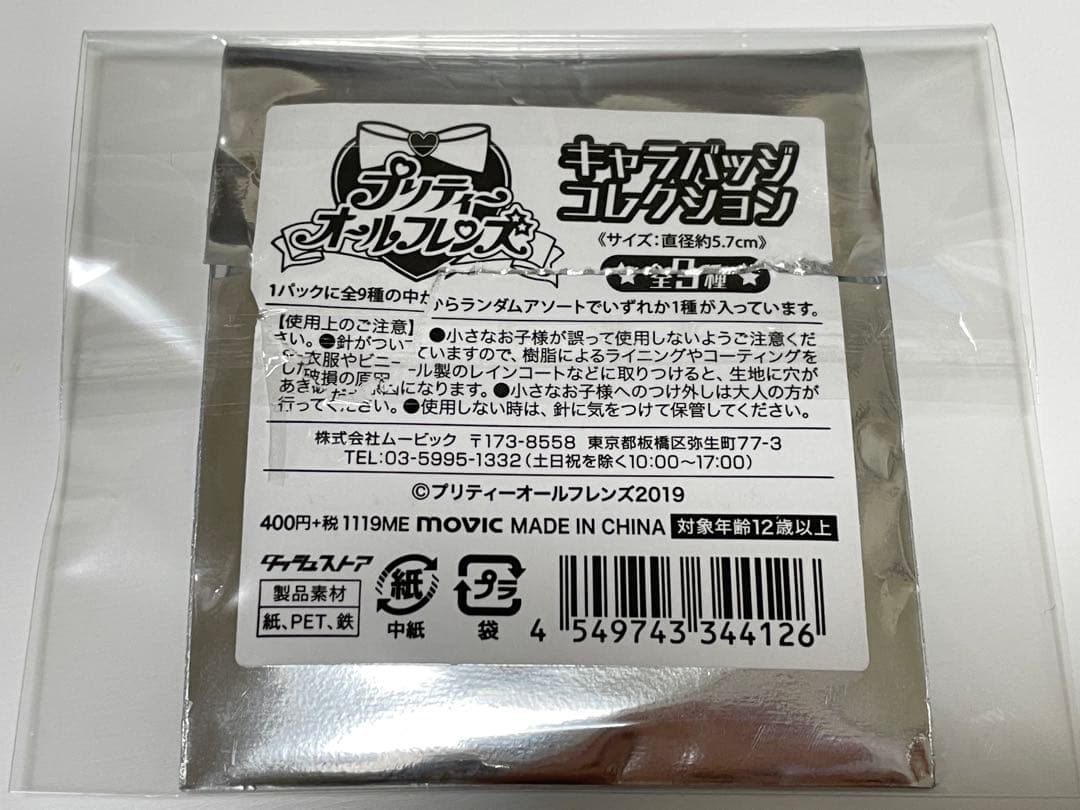 プリティー
オールフレンズ
キャラバッジ
コレクション
《サイズ:直径約5.7cm》
★全9種★
1パックに全9種の中からランダムアソートでいずれか1種が入っています。
【使用上のご注意】●小さなお子様が誤って使用しないようご注意くだ
さい。●針がついていますので、樹脂によるライニングやコーティングを
した衣服やビニール製のレインコートなどに取りつけると、生地に穴が
あき破損の原因になります。●小さなお子様へのつけ外しは大人の方が
行ってください。●使用しない時は、針に気をつけて保管してください。
株式会社ムービック 〒173-8558 東京都板橋区弥生町77-3
TEL:03-5995-1332(土日祝を除く10:00〜17:00)
©プリティーオールフレンズ2019
400円+税 1119ME movic MADE IN CHINA 対象年齢12歳以上
ダッシュストア
製品素材
紙、PET、鉄
紙
中紙
プラ
袋
4 549743 344126